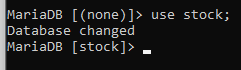 MariaDB [(none)]> use stock;
Database changed
MariaDB [stock]> _